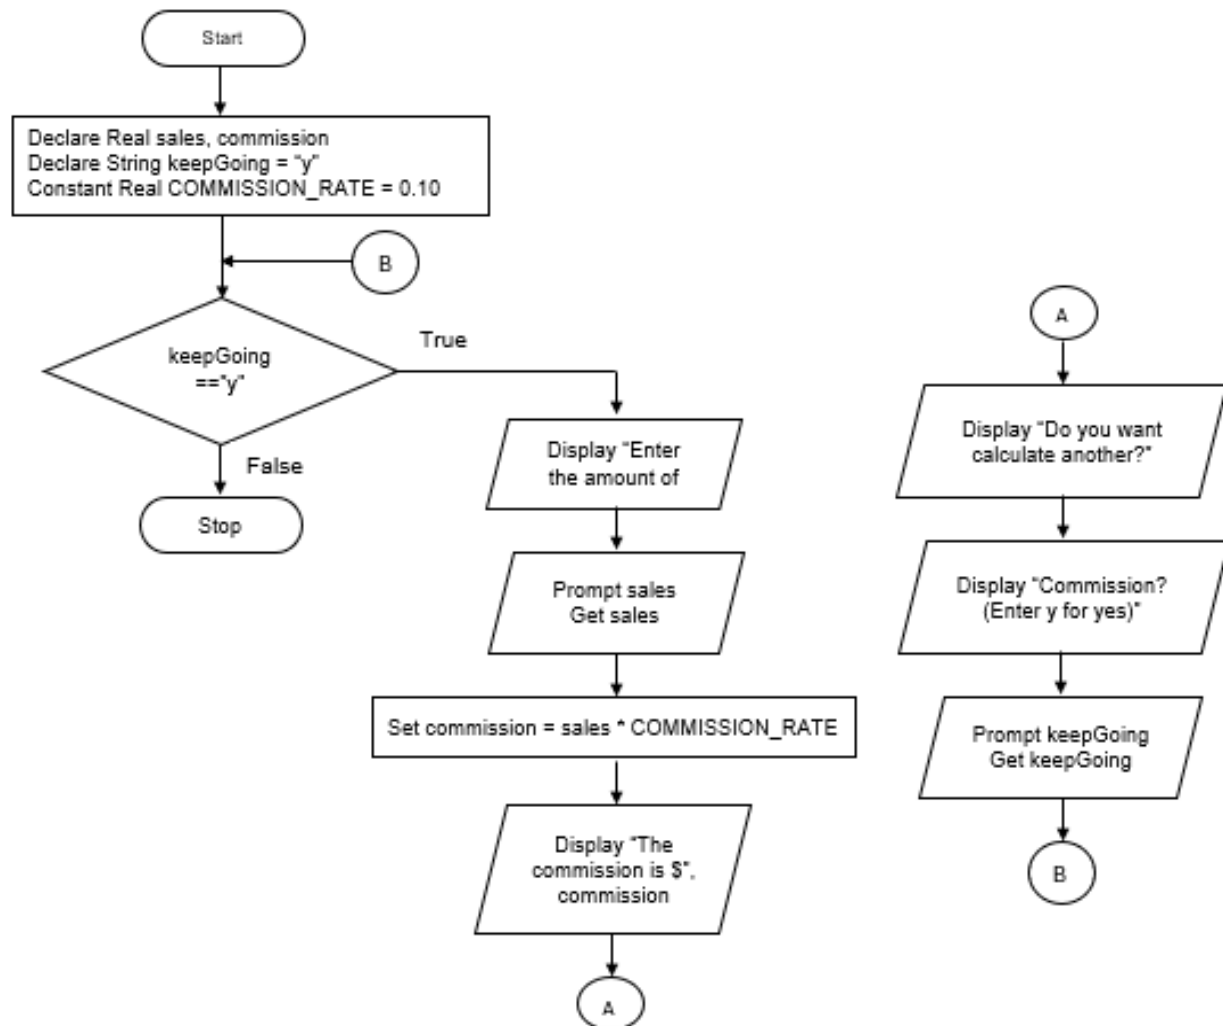 Start
Declare Real sales, commission
Declare String keepGoing = "y"
Constant Real COMMISSION_RATE = 0.10
B
keepGoing
=="y"
True
False
Stop
Display "Enter
the amount of
Prompt sales
Get sales
Set commission = sales * COMMISSION_RATE
Display "The
commission is $",
commission
A
A
Display "Do you want
calculate another?"
Display "Commission?
(Enter y for yes)"
Prompt keepGoing
Get keepGoing
B